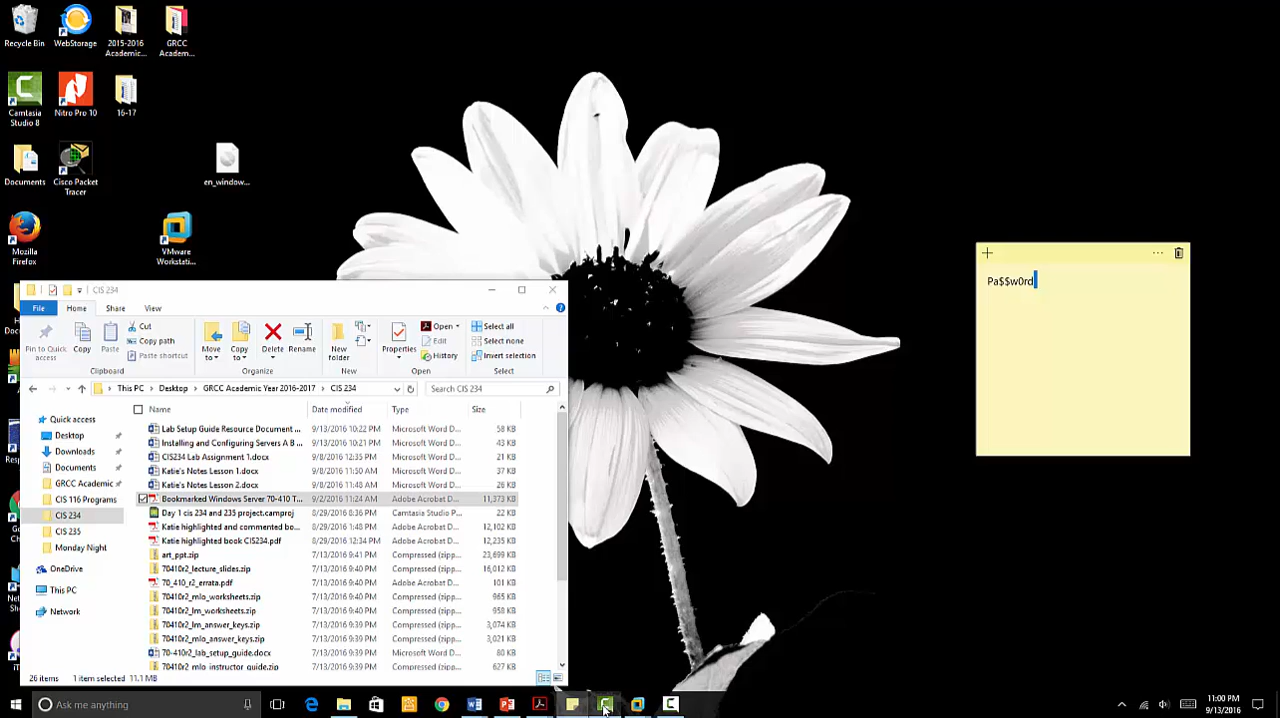 Recycle Bin
WebStorage
2015-2016
Academic...
GRCC
Academ...
Camtasia
Studio 8
Nitro Pro 10
16-17
Documents
Cisco Packet
Tracer
en_window...
Mozilla
Firefox
VMware
Workstati...
CIS 234
File
Home
Share
View
Pin to Quick
access
Copy
Paste
Cut
Copy path
Paste shortcut
Clipboard
Move
to
Copy
to
Delete
Rename
Organize
New
folder
New
Properties
Open
Edit
History
Open
Select all
Select none
Invert selection
Select
This PC
Desktop
GRCC Academic Year 2016-2017
CIS 234
Search CIS 234
Name Date modified Type Size
Quick access
Desktop
Downloads
Documents
GRCC Academic
CIS 116 Programs
CIS 234
CIS 235
Monday Night
OneDrive
This PC
Network
Lab Setup Guide Resource Document ... 9/13/2016 10:22 PM Microsoft Word D... 58 KB
Installing and Configuring Servers A B ... 9/13/2016 10:21 PM Microsoft Word D... 43 KB
CIS234 Lab Assignment 1.docx 9/8/2016 12:35 PM Microsoft Word D... 21 KB
Katie's Notes Lesson 1.docx 9/8/2016 11:50 AM Microsoft Word D... 37 KB
Katie's Notes Lesson 2.docx 9/8/2016 11:48 AM Microsoft Word D... 26 KB
Bookmarked Windows Server 70-410 T... 9/2/2016 11:24 AM Adobe Acrobat D... 11,373 KB
Day 1 cis 234 and 235 project.camproj 8/29/2016 6:36 PM Camtasia Studio P... 22 KB
Katie highlighted and commented bo... 8/29/2016 12:48 PM Adobe Acrobat D... 12,102 KB
Katie highlighted book CIS234.pdf 8/29/2016 12:34 PM Adobe Acrobat D... 12,235 KB
art_ppt.zip 7/13/2016 9:41 PM Compressed (zipp... 23,699 KB
70410r2_lecture_slides.zip 7/13/2016 9:40 PM Compressed (zipp... 16,012 KB
70_410_r2_errata.pdf 7/13/2016 9:40 PM Adobe Acrobat D... 101 KB
70410r2_mlo_worksheets.zip 7/13/2016 9:40 PM Compressed (zipp... 965 KB
70410r2_lm_worksheets.zip 7/13/2016 9:40 PM Compressed (zipp... 958 KB
70410r2_lm_answer_keys.zip 7/13/2016 9:39 PM Compressed (zipp... 3,074 KB
70410r2_mlo_answer_keys.zip 7/13/2016 9:39 PM Compressed (zipp... 3,021 KB
70-410r2_lab_setup_guide.docx 7/13/2016 9:39 PM Microsoft Word D... 80 KB
70410r2_mlo_instructor_guide.zip 7/13/2016 9:39 PM Compressed (zipp... 627 KB
26 items 1 item selected 11.1 MB
Pa$$w0rd
Ask me anything
11:00 PM
9/13/2016